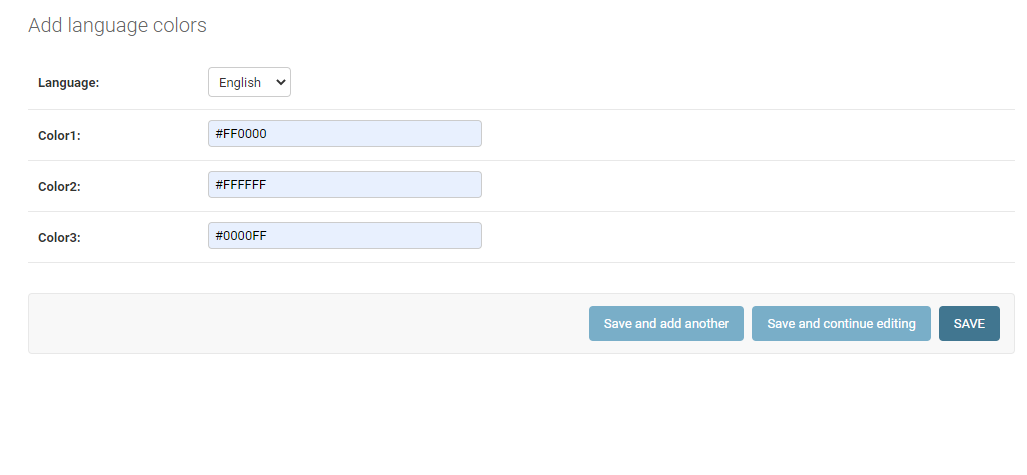 Add language colors
Language: English
Color1: #FF0000
Color2: #FFFFFF
Color3: #0000FF
Save and add another Save and continue editing SAVE